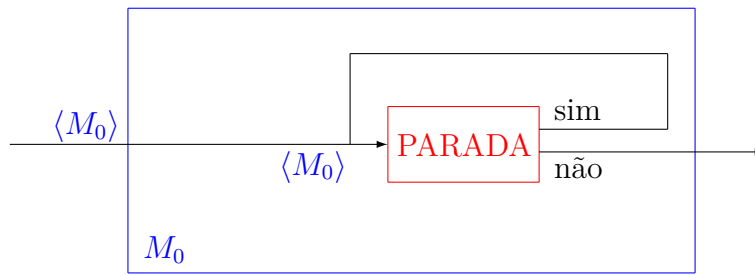 sim
⟨M₀⟩
PARADA
⟨M₀⟩
não
M₀